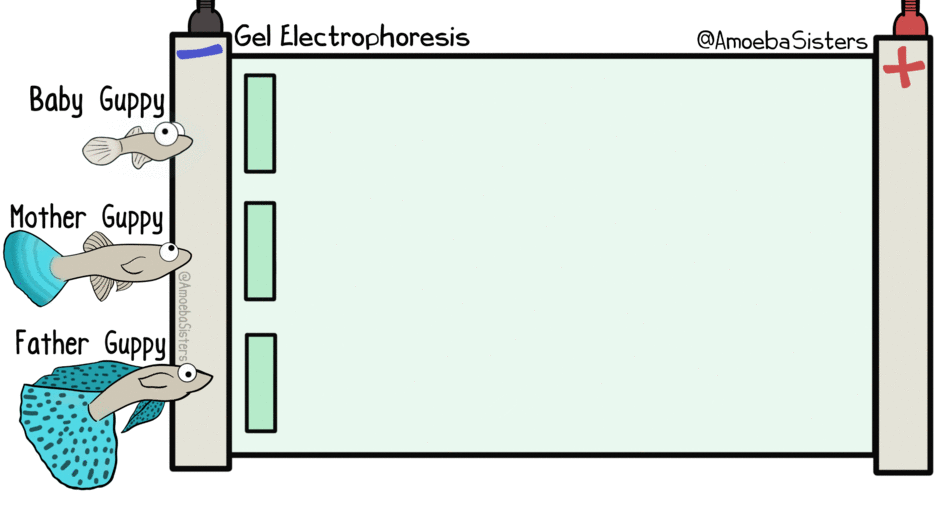 Gel Electrophoresis
@AmoebaSisters
Baby Guppy
Mother Guppy
@AmoebaSisters
Father Guppy